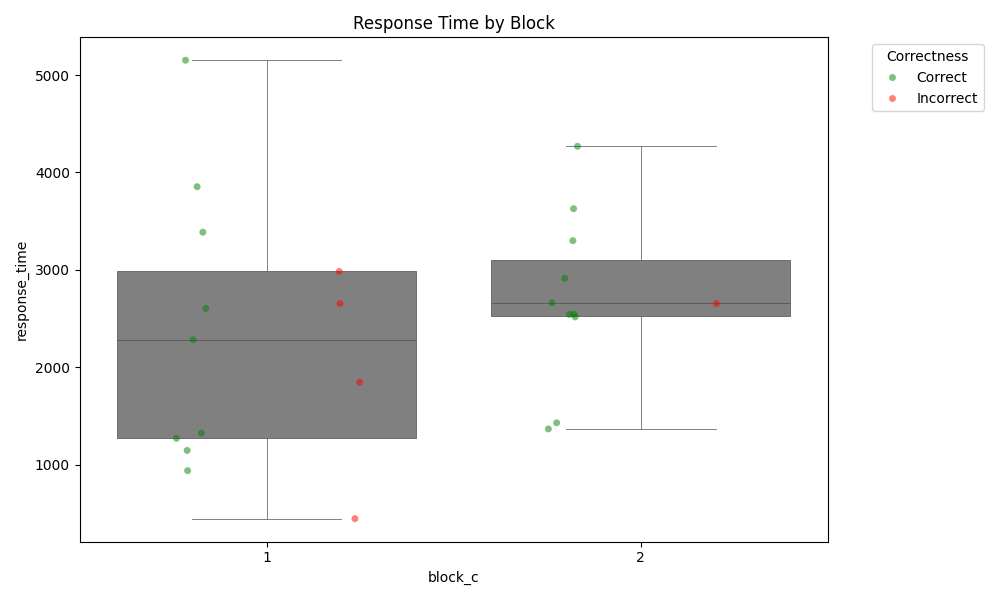 Response Time by Block
Correctness
Correct
Incorrect
response_time
5000
4000
3000
2000
1000
1
2
block_c